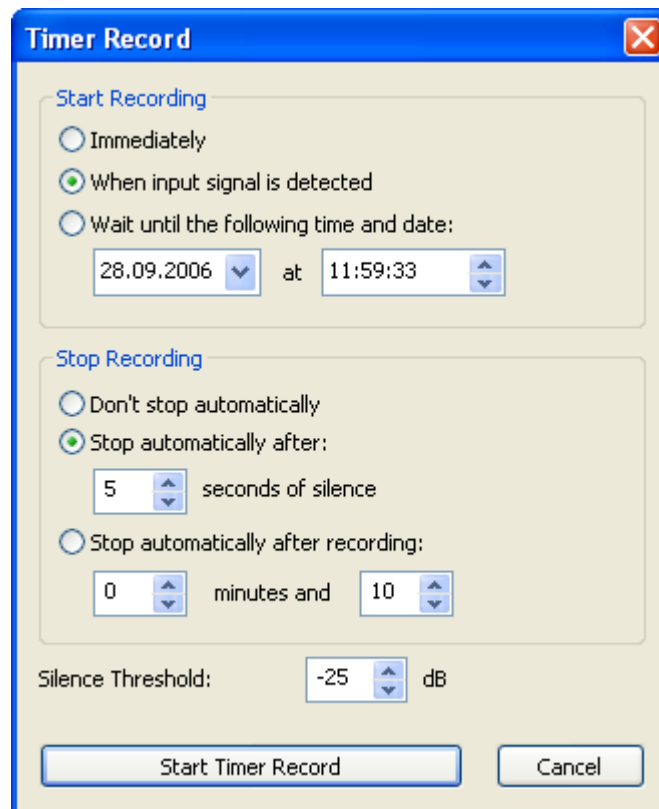 Timer Record
Start Recording
Immediately
When input signal is detected
Wait until the following time and date:
28.09.2006 at 11:59:33
Stop Recording
Don't stop automatically
Stop automatically after:
5 seconds of silence
Stop automatically after recording:
0 minutes and 10
Silence Threshold: -25 dB
Start Timer Record Cancel